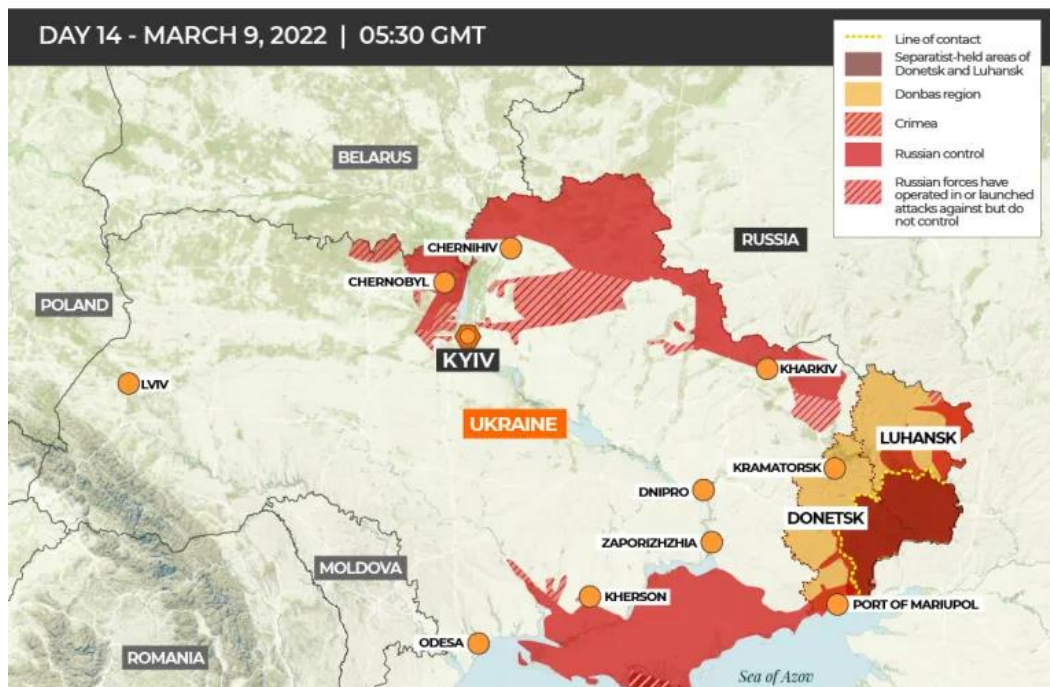 DAY 14 - MARCH 9, 2022 | 05:30 GMT
Line of contact
Separatist-held areas of
Donetsk and Luhansk
Donbas region
Crimea
Russian control
Russian forces have
operated in or launched
attacks against but do
not control
BELARUS
RUSSIA
CHERNIHIV
CHERNOBYL
POLAND
KYIV
KHARKIV
LVIV
UKRAINE
LUHANSK
KRAMATORSK
DNIPRO
DONETSK
ZAPORIZHZHIA
MOLDOVA
KHERSON
PORT OF MARIUPOL
ODESA
ROMANIA
Sea of Azov